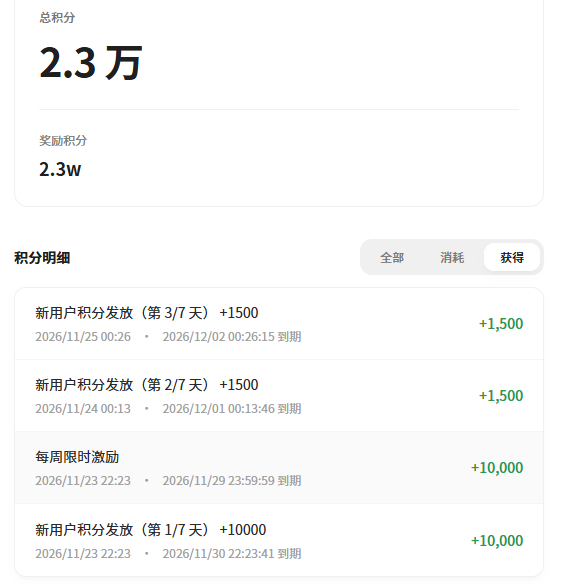 总积分
2.3 万
奖励积分
2.3w
积分明细
全部 消耗 获得
新用户积分发放（第 3/7 天） +1500
2026/11/25 00:26 • 2026/12/02 00:26:15 到期
+1,500
新用户积分发放（第 2/7 天） +1500
2026/11/24 00:13 • 2026/12/01 00:13:46 到期
+1,500
每周限时激励
2026/11/23 22:23 • 2026/11/29 23:59:59 到期
+10,000
新用户积分发放（第 1/7 天） +10000
2026/11/23 22:23 • 2026/11/30 22:23:41 到期
+10,000